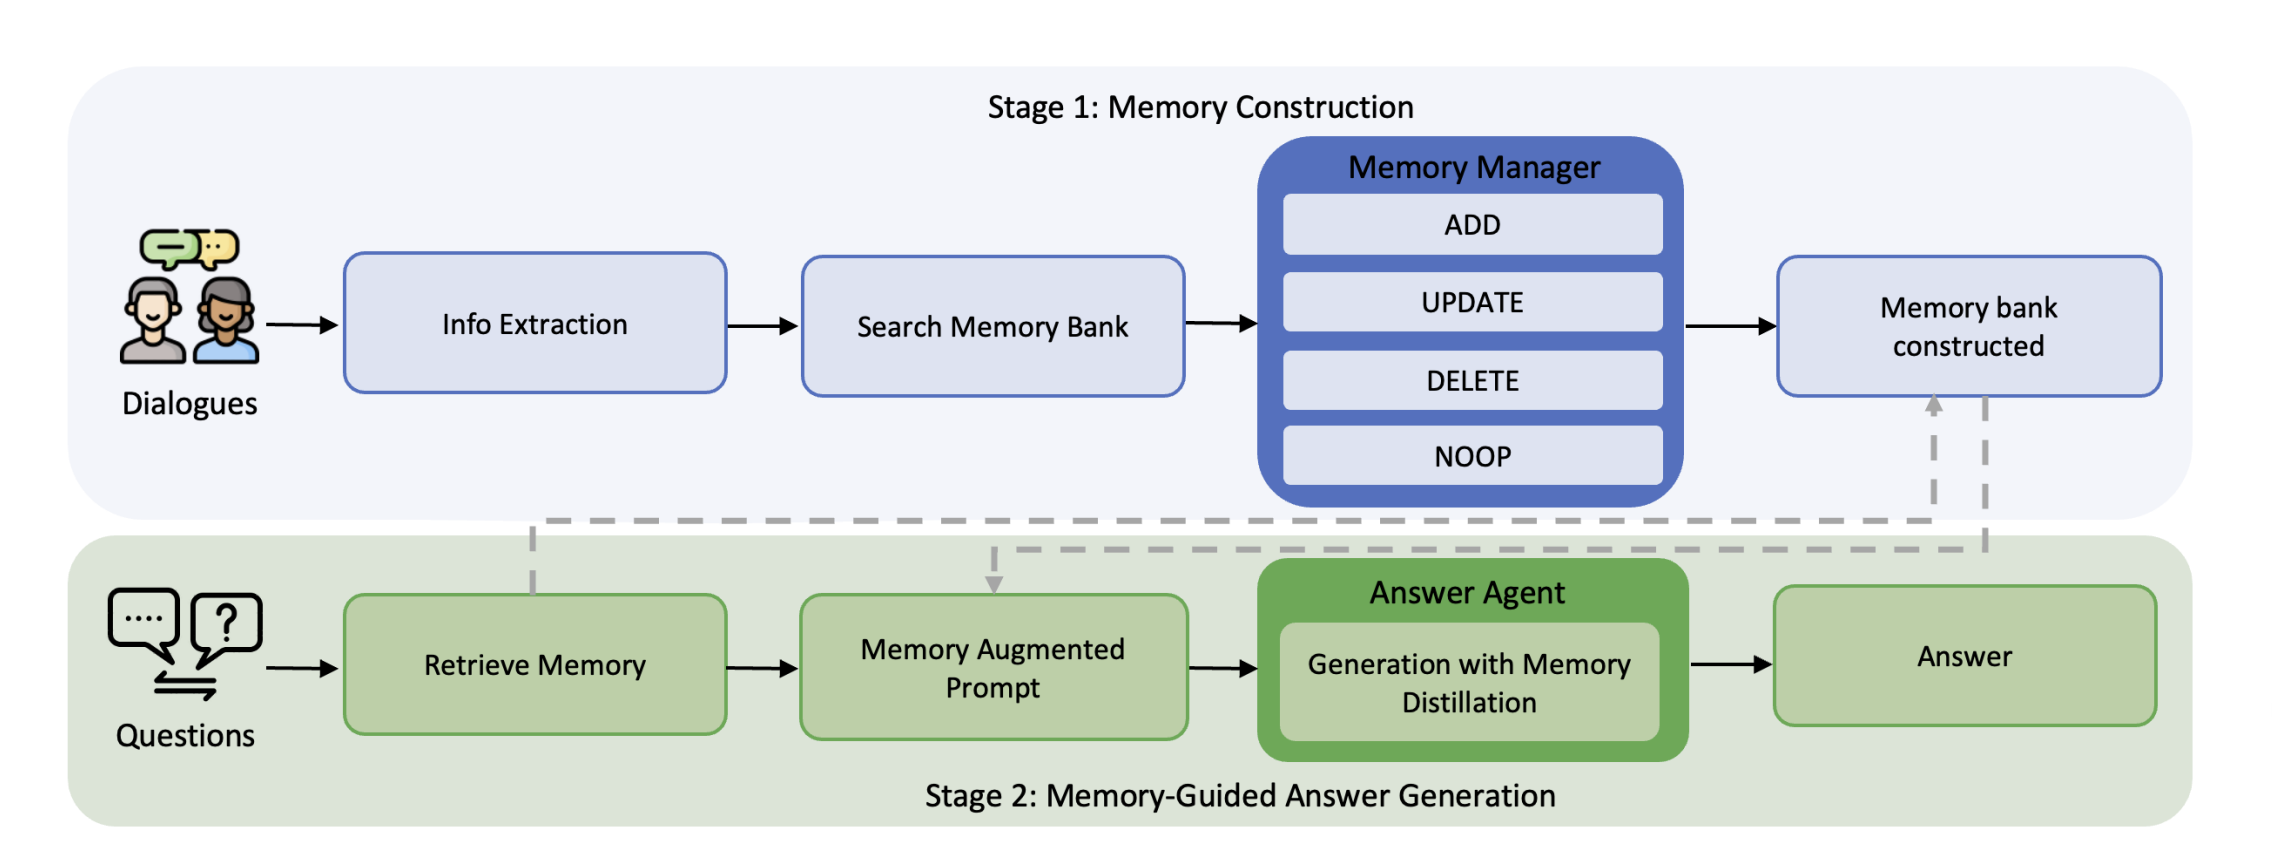 Stage 1: Memory Construction
Memory Manager
ADD
UPDATE
DELETE
NOOP
Dialogues
Info Extraction
Search Memory Bank
Memory bank
constructed
Questions
Retrieve Memory
Memory Augmented
Prompt
Answer Agent
Generation with Memory
Distillation
Answer
Stage 2: Memory-Guided Answer Generation